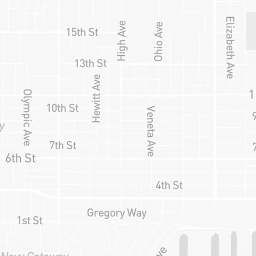 15th St
High Ave
Ohio Ave
Elizabeth Ave
13th St
Hewitt Ave
Olympic Ave
10th St
Veneta Ave
7th St
6th St
4th St
Gregory Way
1st St